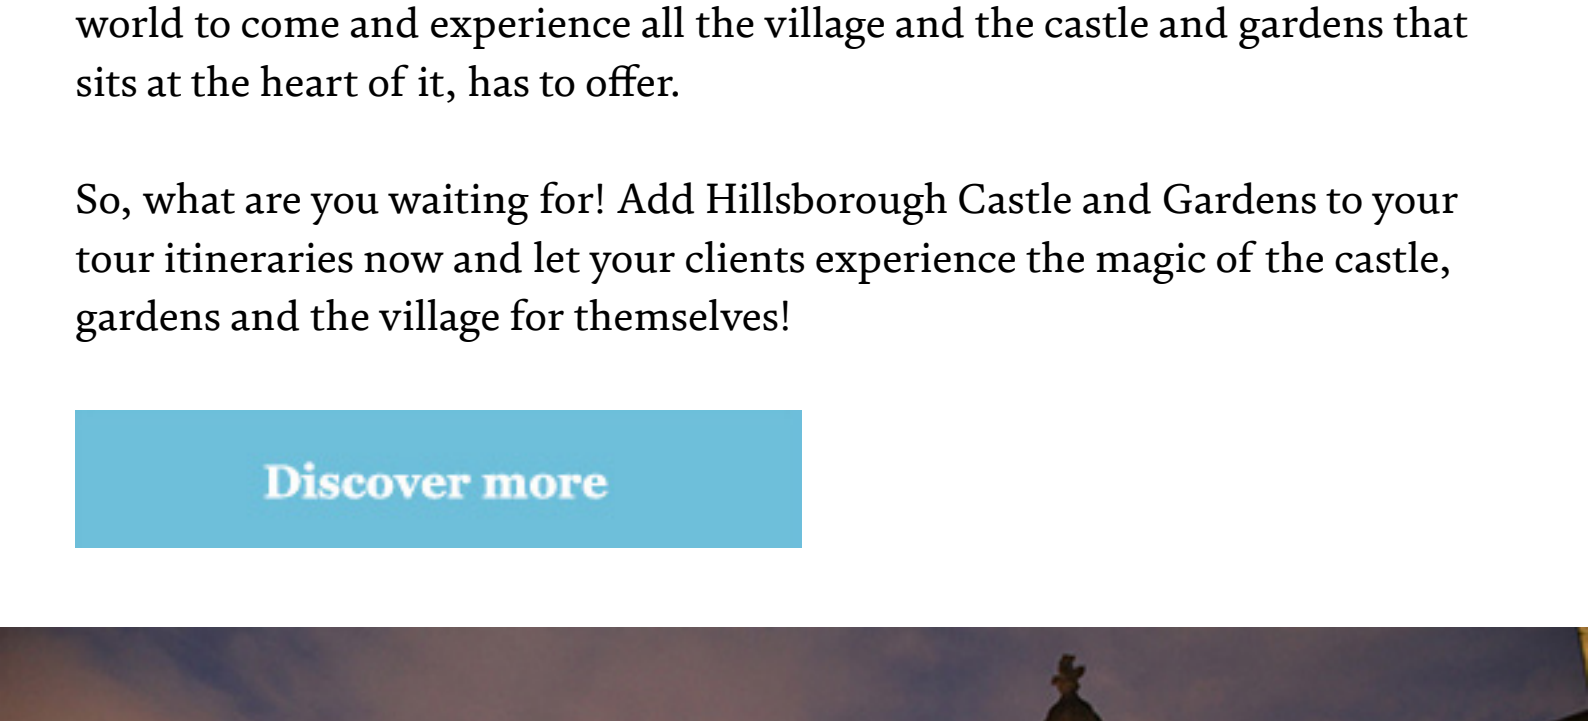 world to come and experience all the village and the castle and gardens that
sits at the heart of it, has to offer.
So, what are you waiting for! Add Hillsborough Castle and Gardens to your
tour itineraries now and let your clients experience the magic of the castle,
gardens and the village for themselves!
Discover more